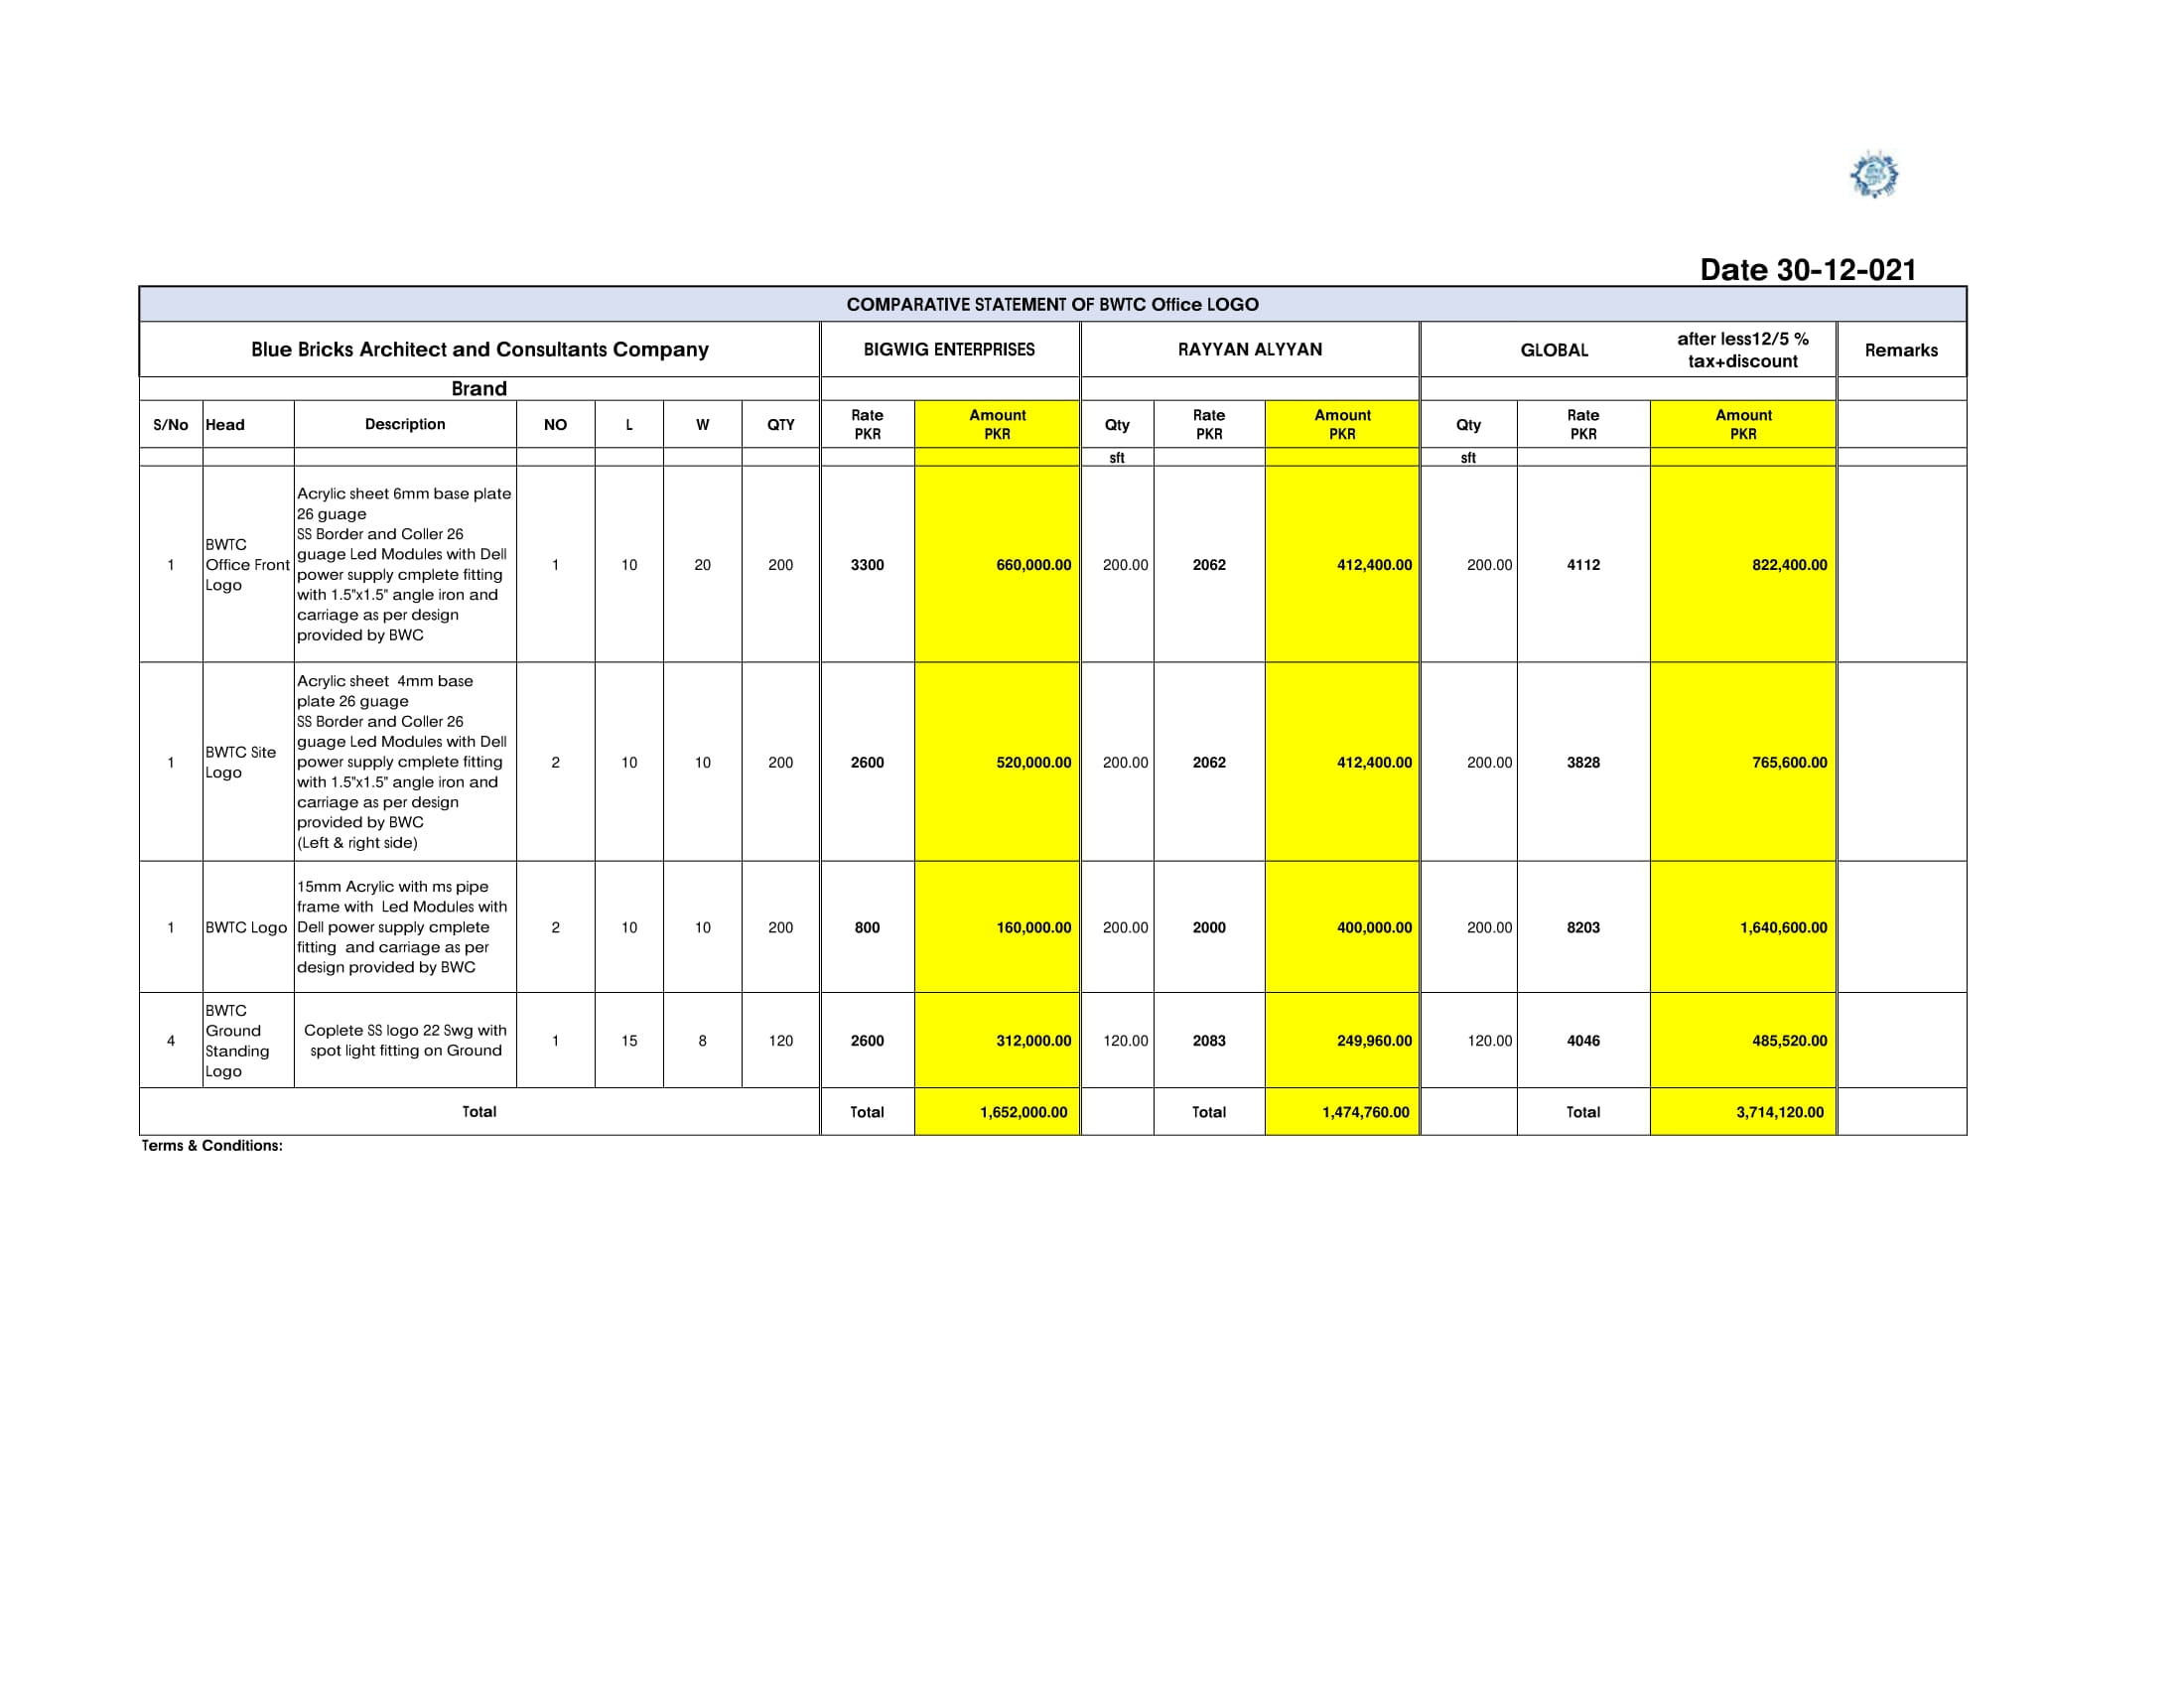 Date 30-12-021
COMPARATIVE STATEMENT OF BWTC Office LOGO
Blue Bricks Architect and Consultants Company BIGWIG ENTERPRISES RAYYAN ALYYAN GLOBAL after less12/5 % tax+discount Remarks
Brand
S/No Head Description NO L W QTY Rate PKR Amount PKR Qty Rate PKR Amount PKR Qty Rate PKR Amount PKR
sft sft
1
BWTC
Office Front
Logo
Acrylic sheet 6mm base plate
26 guage
SS Border and Coller 26
guage Led Modules with Dell
power supply cmplete fitting
with 1.5"x1.5" angle iron and
carriage as per design
provided by BWC
1 10 20 200 3300 660,000.00 200.00 2062 412,400.00 200.00 4112 822,400.00
1
BWTC Site
Logo
Acrylic sheet 4mm base
plate 26 guage
SS Border and Coller 26
guage Led Modules with Dell
power supply cmplete fitting
with 1.5"x1.5" angle iron and
carriage as per design
provided by BWC
(Left & right side)
2 10 10 200 2600 520,000.00 200.00 2062 412,400.00 200.00 3828 765,600.00
1
BWTC Logo
15mm Acrylic with ms pipe
frame with Led Modules with
Dell power supply cmplete
fitting and carriage as per
design provided by BWC
2 10 10 200 800 160,000.00 200.00 2000 400,000.00 200.00 8203 1,640,600.00
4
BWTC
Ground
Standing
Logo
Coplete SS logo 22 Swg with
spot light fitting on Ground
1 15 8 120 2600 312,000.00 120.00 2083 249,960.00 120.00 4046 485,520.00
Total Total 1,652,000.00 Total 1,474,760.00 Total 3,714,120.00
Terms & Conditions: